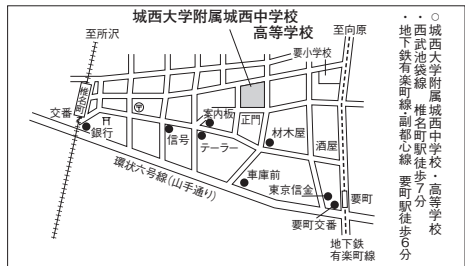 ○城西大学附属城西中学校・高等学校
・西武池袋線　椎名町駅徒歩7分
・地下鉄有楽町線・副都心線　要町駅徒歩6分
城西大学附属城西中学校
高等学校
至所沢
至向原
要小学校
椎名町
交番
銀行
案内板
正門
材木屋
酒屋
信号
テーラー
環状六号線（山手通り）
車庫前
東京信金
要町
要町交番
地下鉄
有楽町線